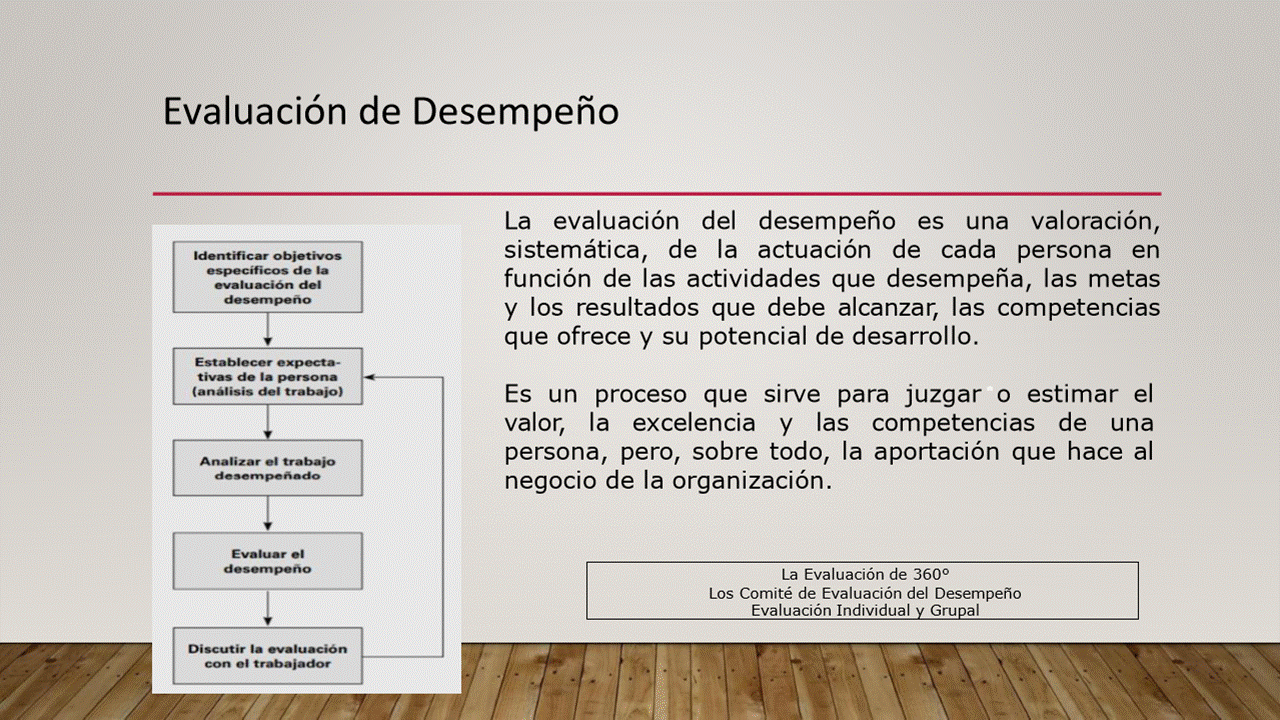 Evaluación de Desempeño
Identificar objetivos
específicos de la
evaluación del
desempeño
Establecer expecta-
tivas de la persona
(análisis del trabajo)
Analizar el trabajo
desempeñado
Evaluar el
desempeño
Discutir la evaluación
con el trabajador
La evaluación del desempeño es una valoración,
sistemática, de la actuación de cada persona en
función de las actividades que desempeña, las metas
y los resultados que debe alcanzar, las competencias
que ofrece y su potencial de desarrollo.
Es un proceso que sirve para juzgar o estimar el
valor, la excelencia y las competencias de una
persona, pero, sobre todo, la aportación que hace al
negocio de la organización.
La Evaluación de 360º
Los Comité de Evaluación del Desempeño
Evaluación Individual y Grupal